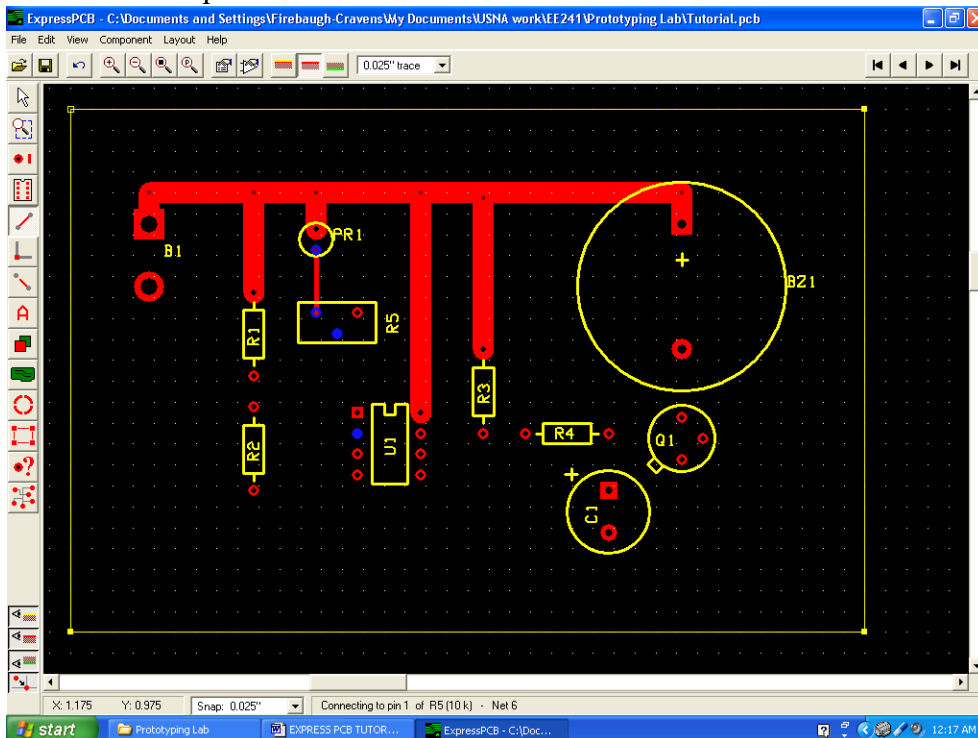 ExpressPCB - C:\Documents and Settings\Firebaugh-Cravens\My Documents\USNA work\EE241\Prototyping Lab\Tutorial.pcb
File Edit View Component Layout Help
0.025" trace
PR1
B1
BZ1
+
R5
R1
R3
R2
U1
R4
Q1
+
C1
X: 1.175 Y: 0.975 Snap: 0.025" Connecting to pin 1 of R5 (10 k) - Net 6
start Prototyping Lab EXPRESS PCB TUTOR... ExpressPCB - C:\Doc... 12:17 AM